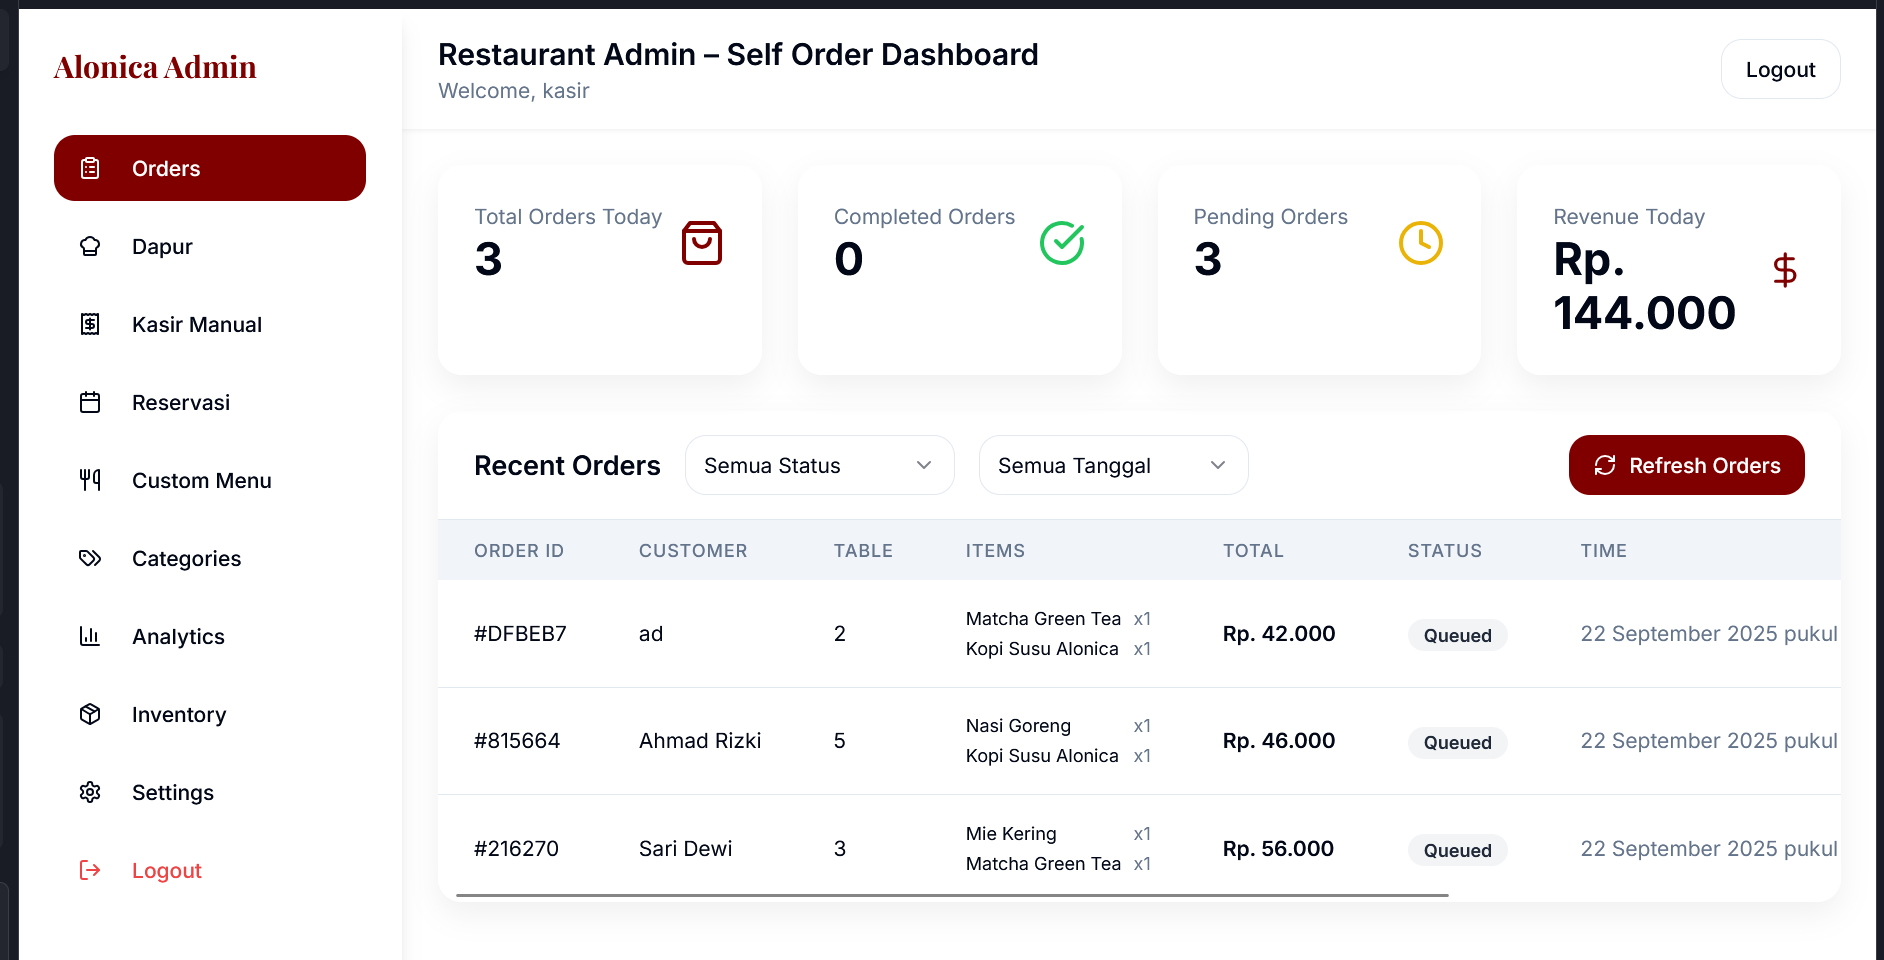 Alonica Admin
Orders
Dapur
Kasir Manual
Reservasi
Custom Menu
Categories
Analytics
Inventory
Settings
Logout
Restaurant Admin – Self Order Dashboard
Welcome, kasir
Logout
Total Orders Today
3
Completed Orders
0
Pending Orders
3
Revenue Today
Rp.
144.000
Recent Orders
Semua Status
Semua Tanggal
Refresh Orders
ORDER ID CUSTOMER TABLE ITEMS TOTAL STATUS TIME
#DFBEB7 ad 2 Matcha Green Tea x1 Rp. 42.000 Queued 22 September 2025 pukul
Kopi Susu Alonica x1
#815664 Ahmad Rizki 5 Nasi Goreng x1 Rp. 46.000 Queued 22 September 2025 pukul
Kopi Susu Alonica x1
#216270 Sari Dewi 3 Mie Kering x1 Rp. 56.000 Queued 22 September 2025 pukul
Matcha Green Tea x1